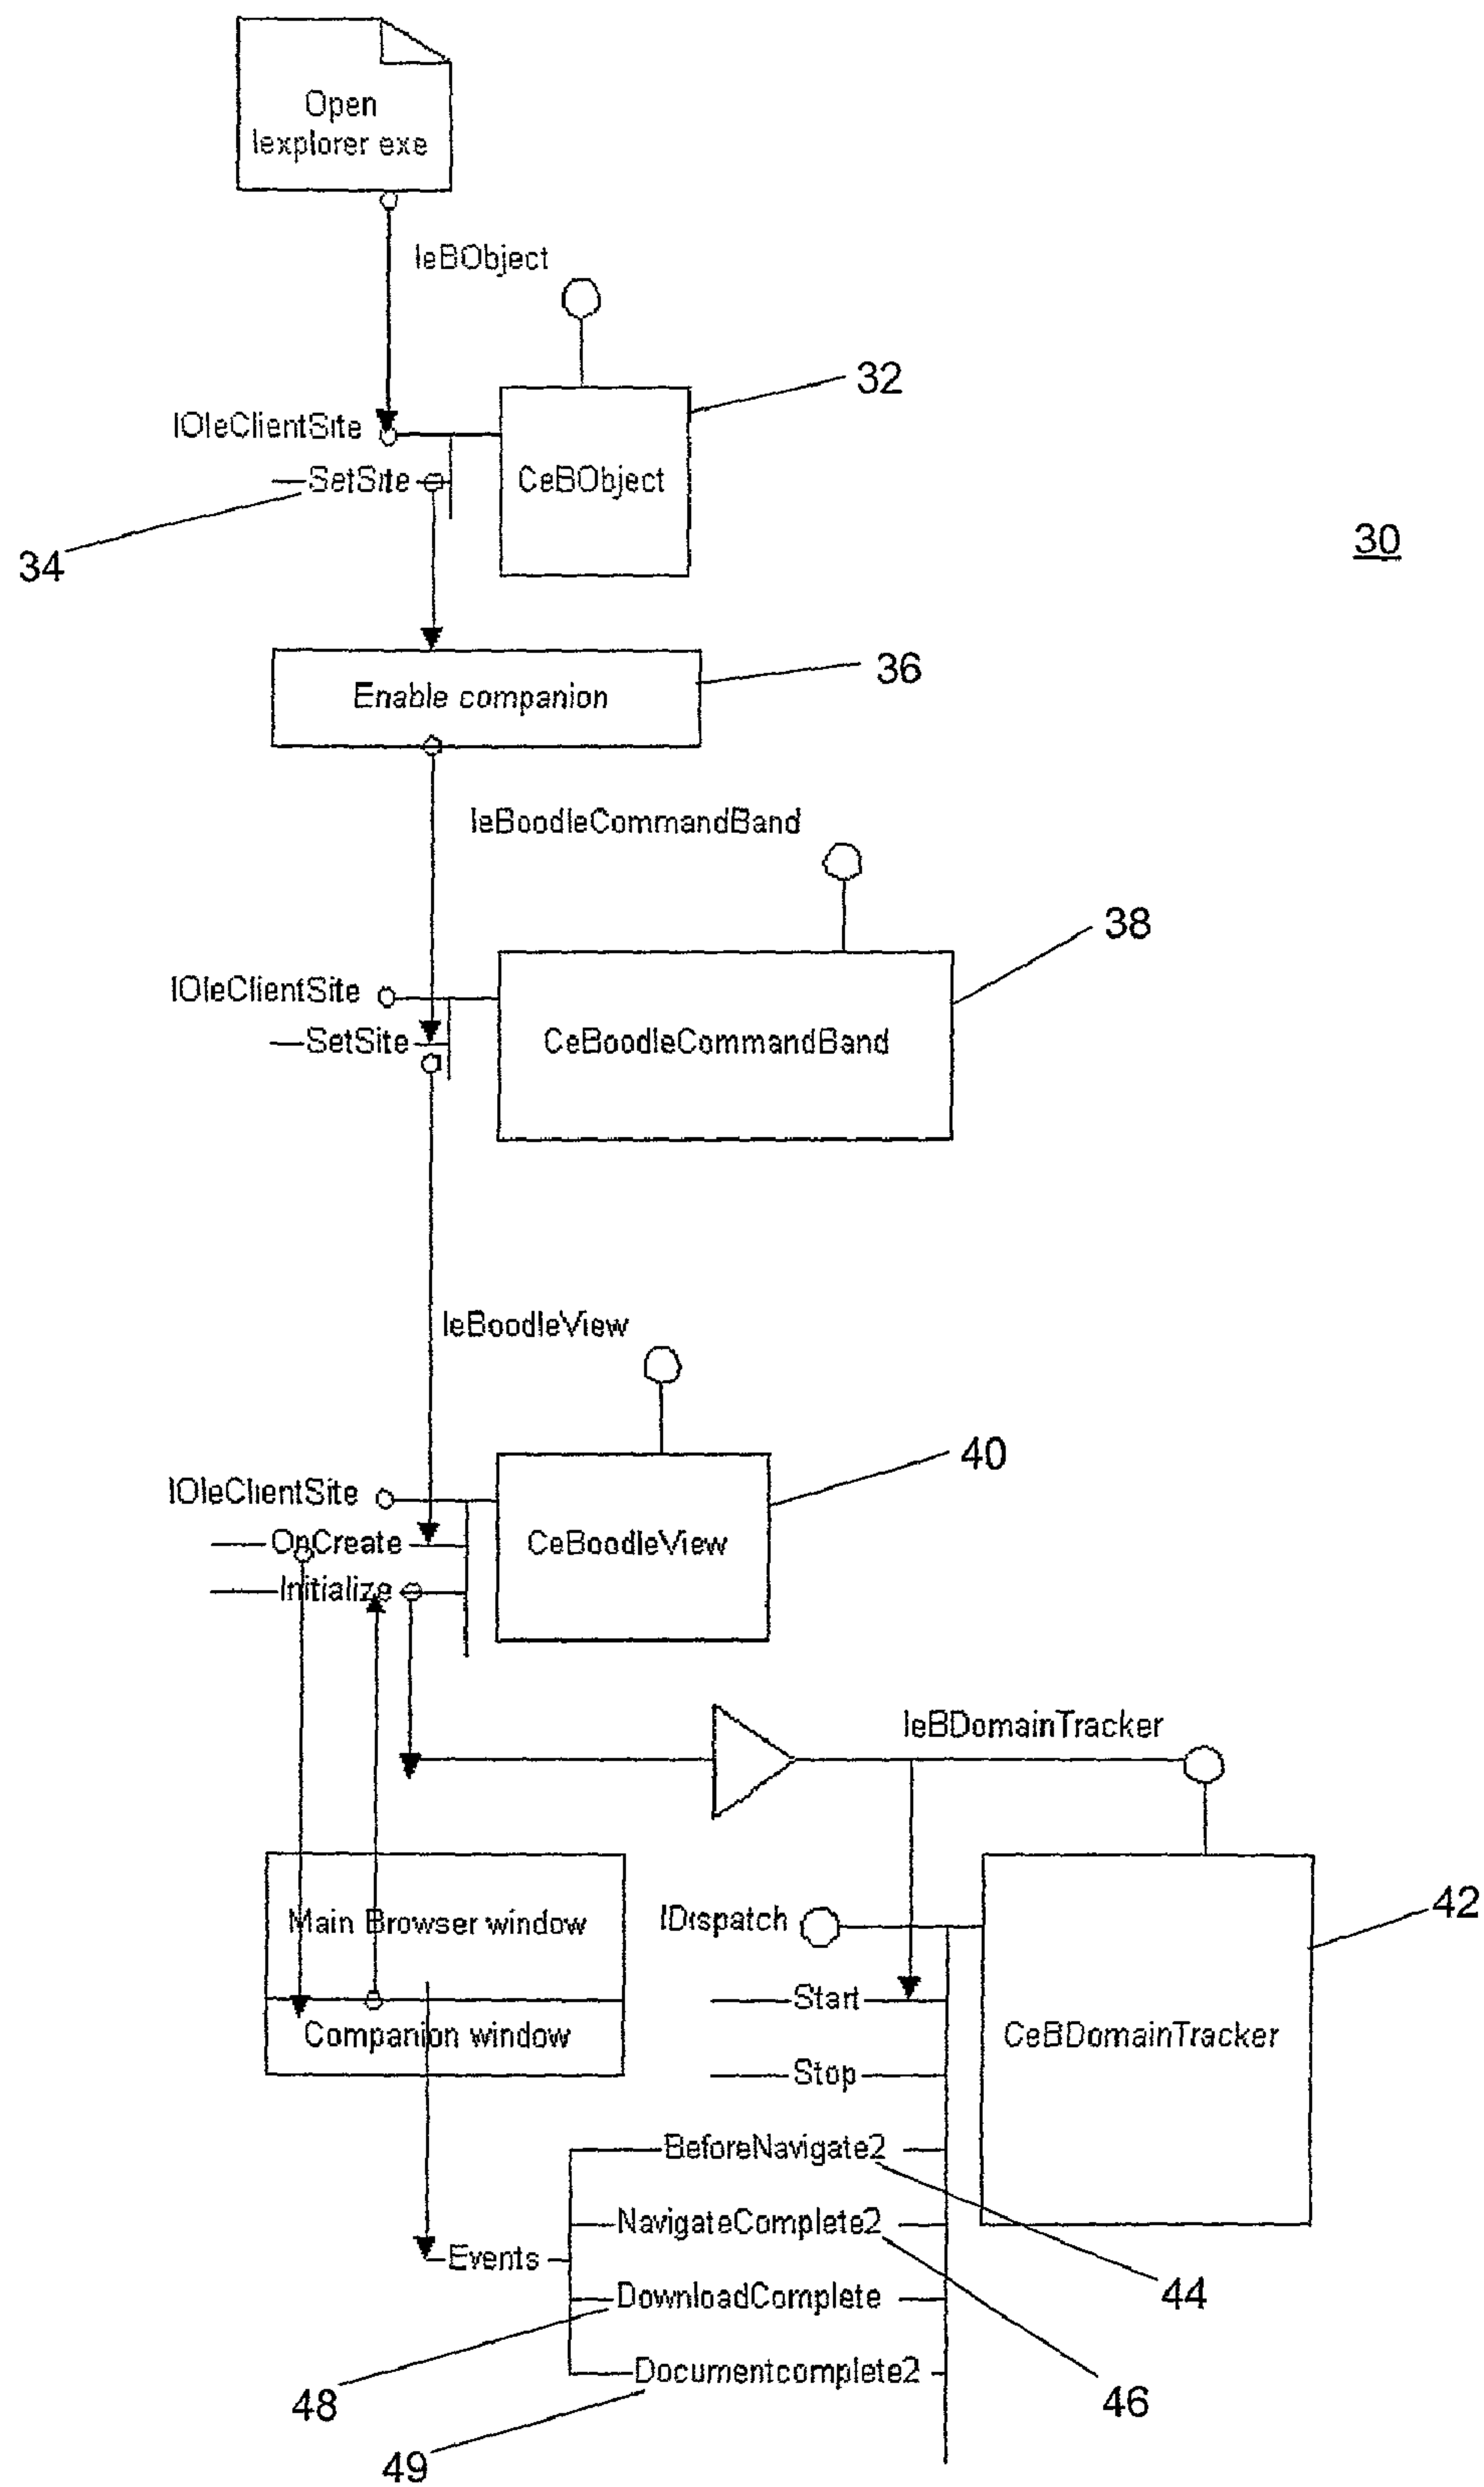 Open
Iexplorer exe
IeBObject
32
IOleClientSite
SetSite
CeBObject
34
30
Enable companion
36
IeBoodleCommandBand
38
IOleClientSite
SetSite
CeBoodleCommandBand
IeBoodleView
40
IOleClientSite
OnCreate
Initialize
CeBoodleView
IeBDomainTracker
Main Browser window
Companion window
IDispatch
42
Start
CeBDomainTracker
Stop
BeforeNavigate2
NavigateComplete2
Events
44
DownloadComplete
Documentcomplete2
48
46
49